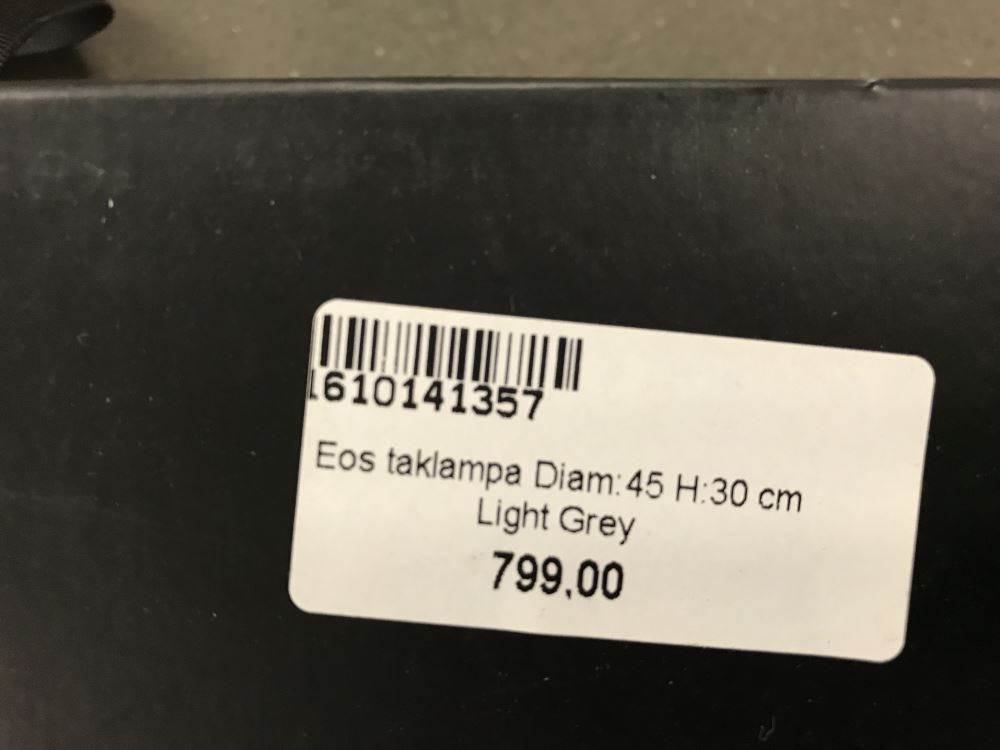 1610141357
Eos taklampa Diam:45 H:30 cm
Light Grey
799,00